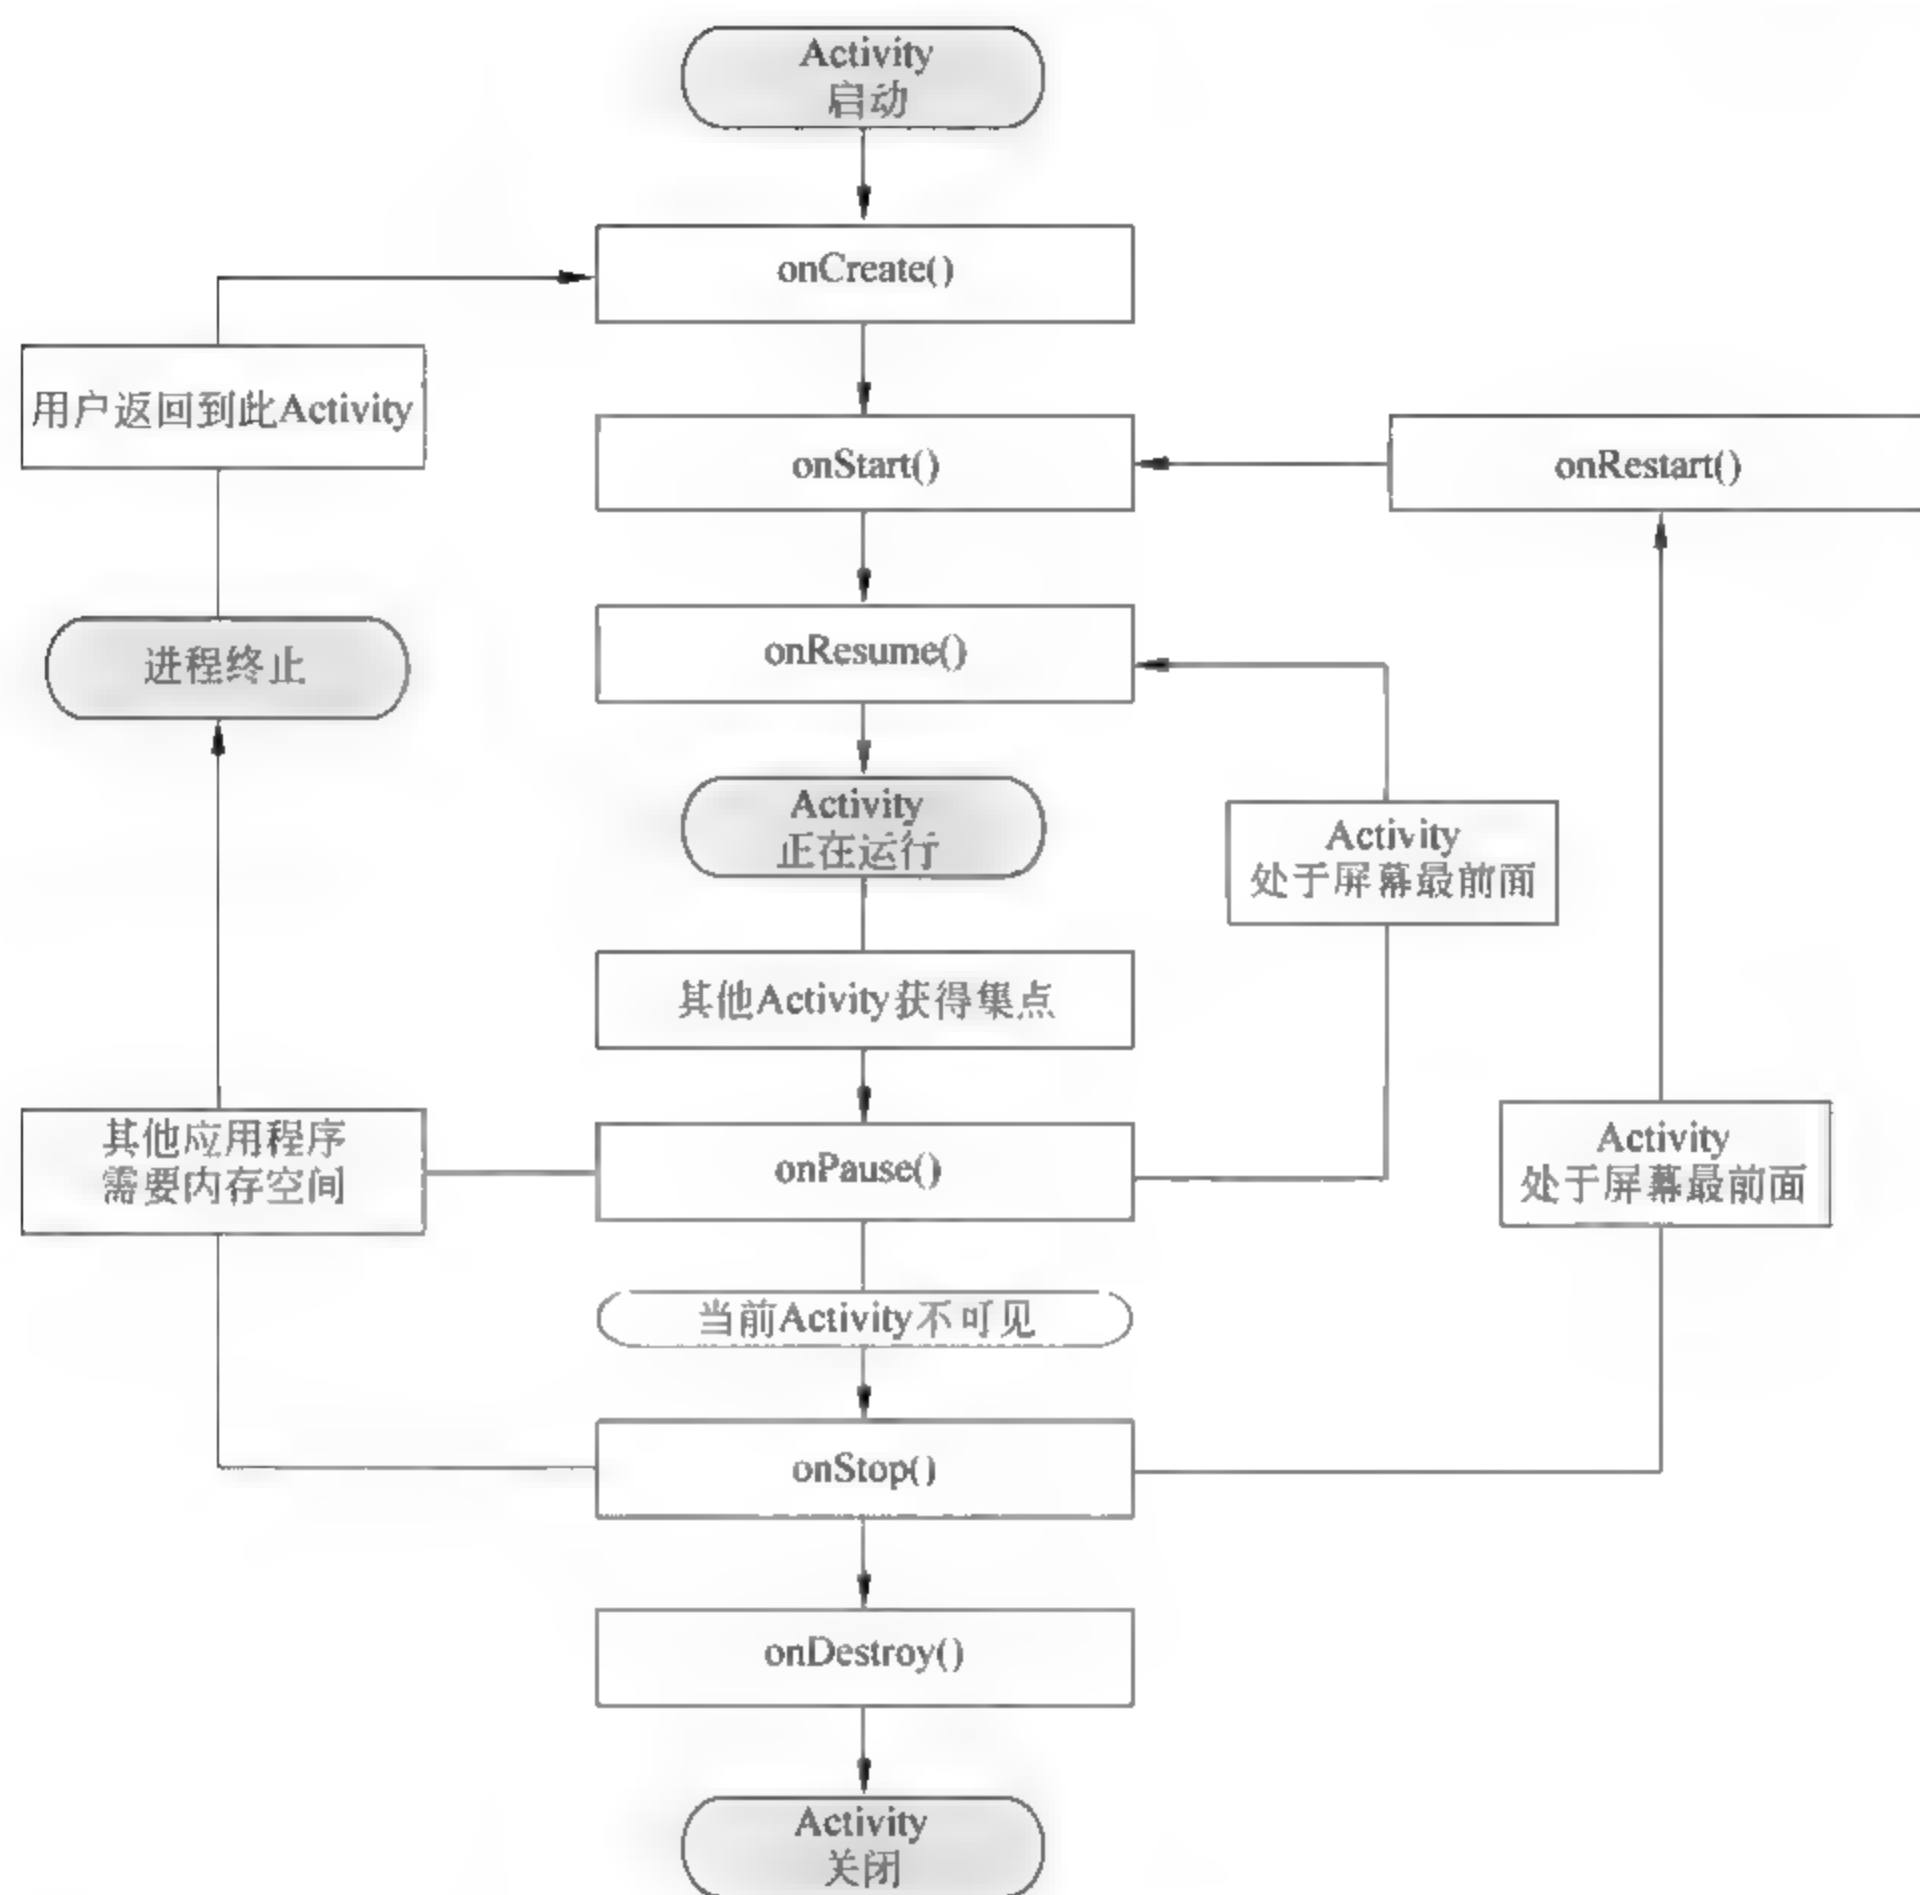 Activity
启动
onCreate()
用户返回到此Activity
onStart()
onRestart()
进程终止
onResume()
Activity
正在运行
Activity
处于屏幕最前面
其他Activity获得集点
其他应用程序
需要内存空间
onPause()
Activity
处于屏幕最前面
当前Activity不可见
onStop()
onDestroy()
Activity
关闭